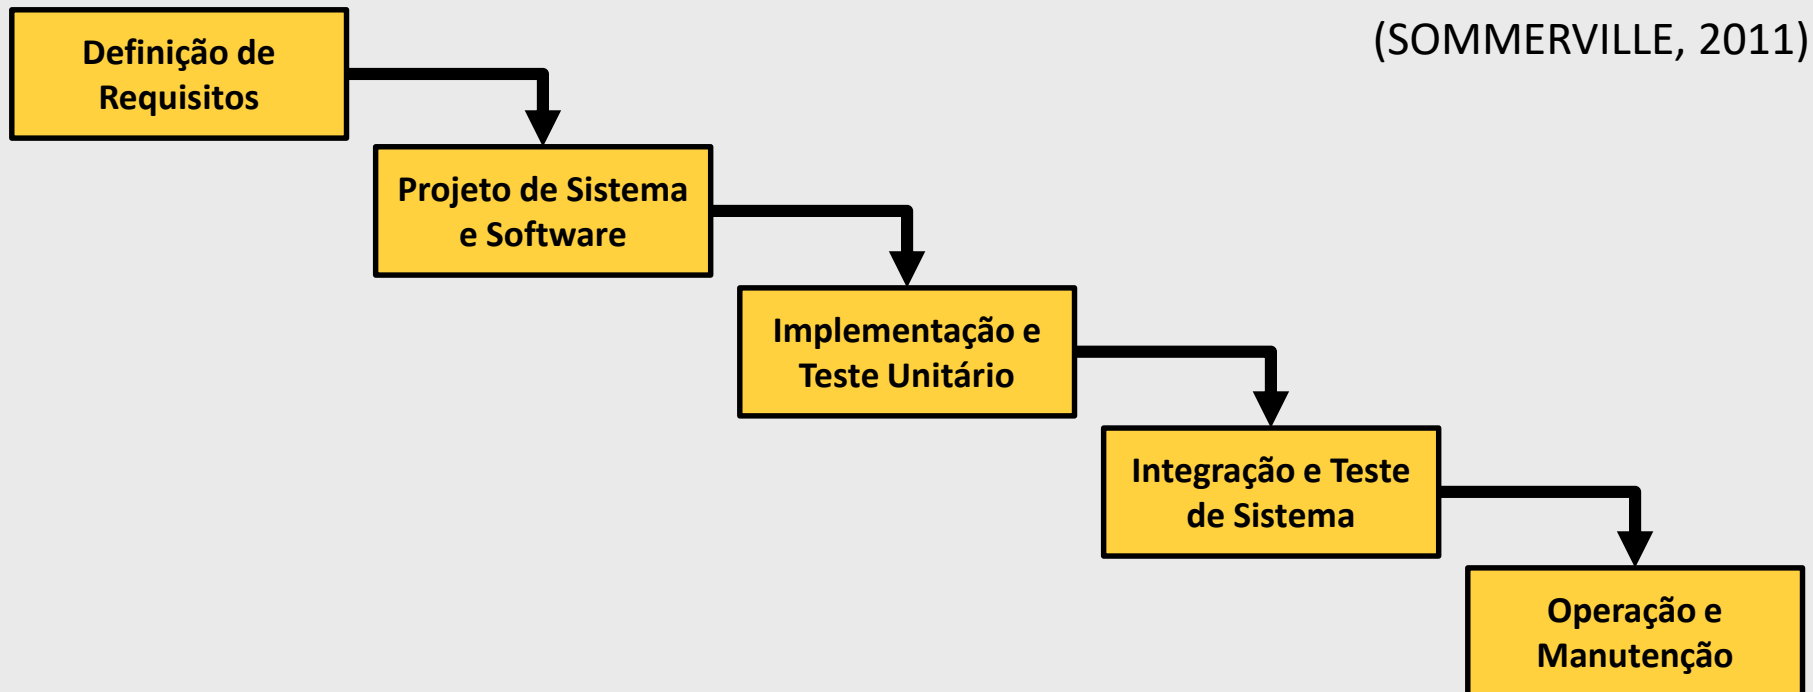 (SOMMERVILLE, 2011)
Definição de
Requisitos
Projeto de Sistema
e Software
Implementação e
Teste Unitário
Integração e Teste
de Sistema
Operação e
Manutenção